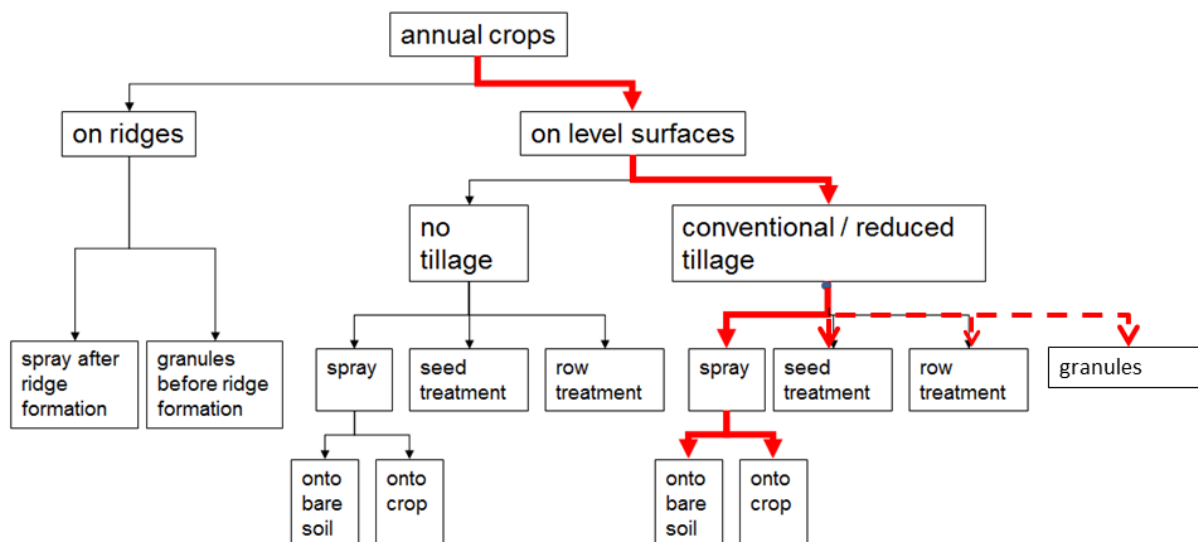 annual crops
on ridges
on level surfaces
no
tillage
conventional / reduced
tillage
spray after
ridge
formation
granules
before ridge
formation
spray
seed
treatment
row
treatment
spray
seed
treatment
row
treatment
granules
onto
bare
soil
onto
crop
onto
bare
soil
onto
crop